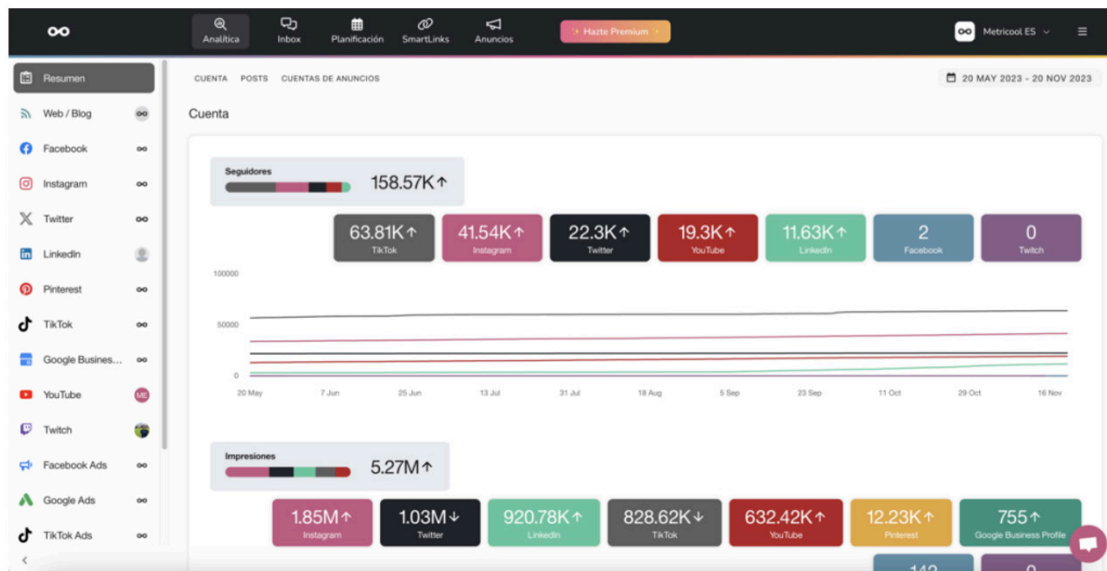 Analítica
Inbox
Planificación
SmartLinks
Anuncios
Hazte Premium
Metricool ES
Resumen
Web / Blog
Facebook
Instagram
Twitter
LinkedIn
Pinterest
TikTok
Google Busines...
YouTube
ME
Twitch
Facebook Ads
Google Ads
TikTok Ads
CUENTA POSTS CUENTAS DE ANUNCIOS
20 MAY 2023 - 20 NOV 2023
Cuenta
Seguidores
158.57K↑
63.81K↑
TikTok
41.54K↑
Instagram
22.3K↑
Twitter
19.3K↑
YouTube
11.63K↑
LinkedIn
2
Facebook
0
Twitch
100000
50000
0
20 May 7 Jun 25 Jun 13 Jul 31 Jul 18 Aug 5 Sep 23 Sep 11 Oct 29 Oct 16 Nov
Impresiones
5.27M↑
1.85M↑
Instagram
1.03M↓
Twitter
920.78K↑
LinkedIn
828.62K↓
TikTok
632.42K↑
YouTube
12.23K↑
Pinterest
755↑
Google Business Profile